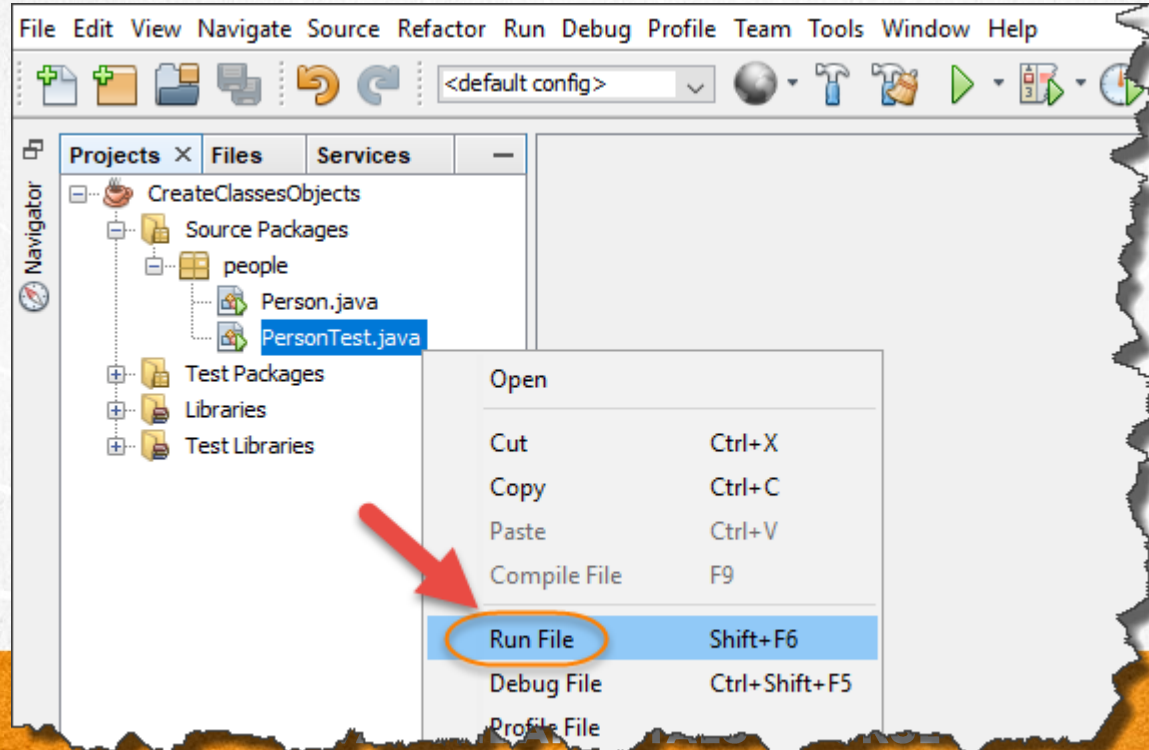 File Edit View Navigate Source Refactor Run Debug Profile Team Tools Window Help
<default config>
Projects Files Services
Navigator
CreateClassesObjects
Source Packages
people
Person.java
PersonTest.java
Test Packages
Libraries
Test Libraries
Open
Cut Ctrl+X
Copy Ctrl+C
Paste Ctrl+V
Compile File F9
Run File Shift+F6
Debug File Ctrl+Shift+F5
Profile File